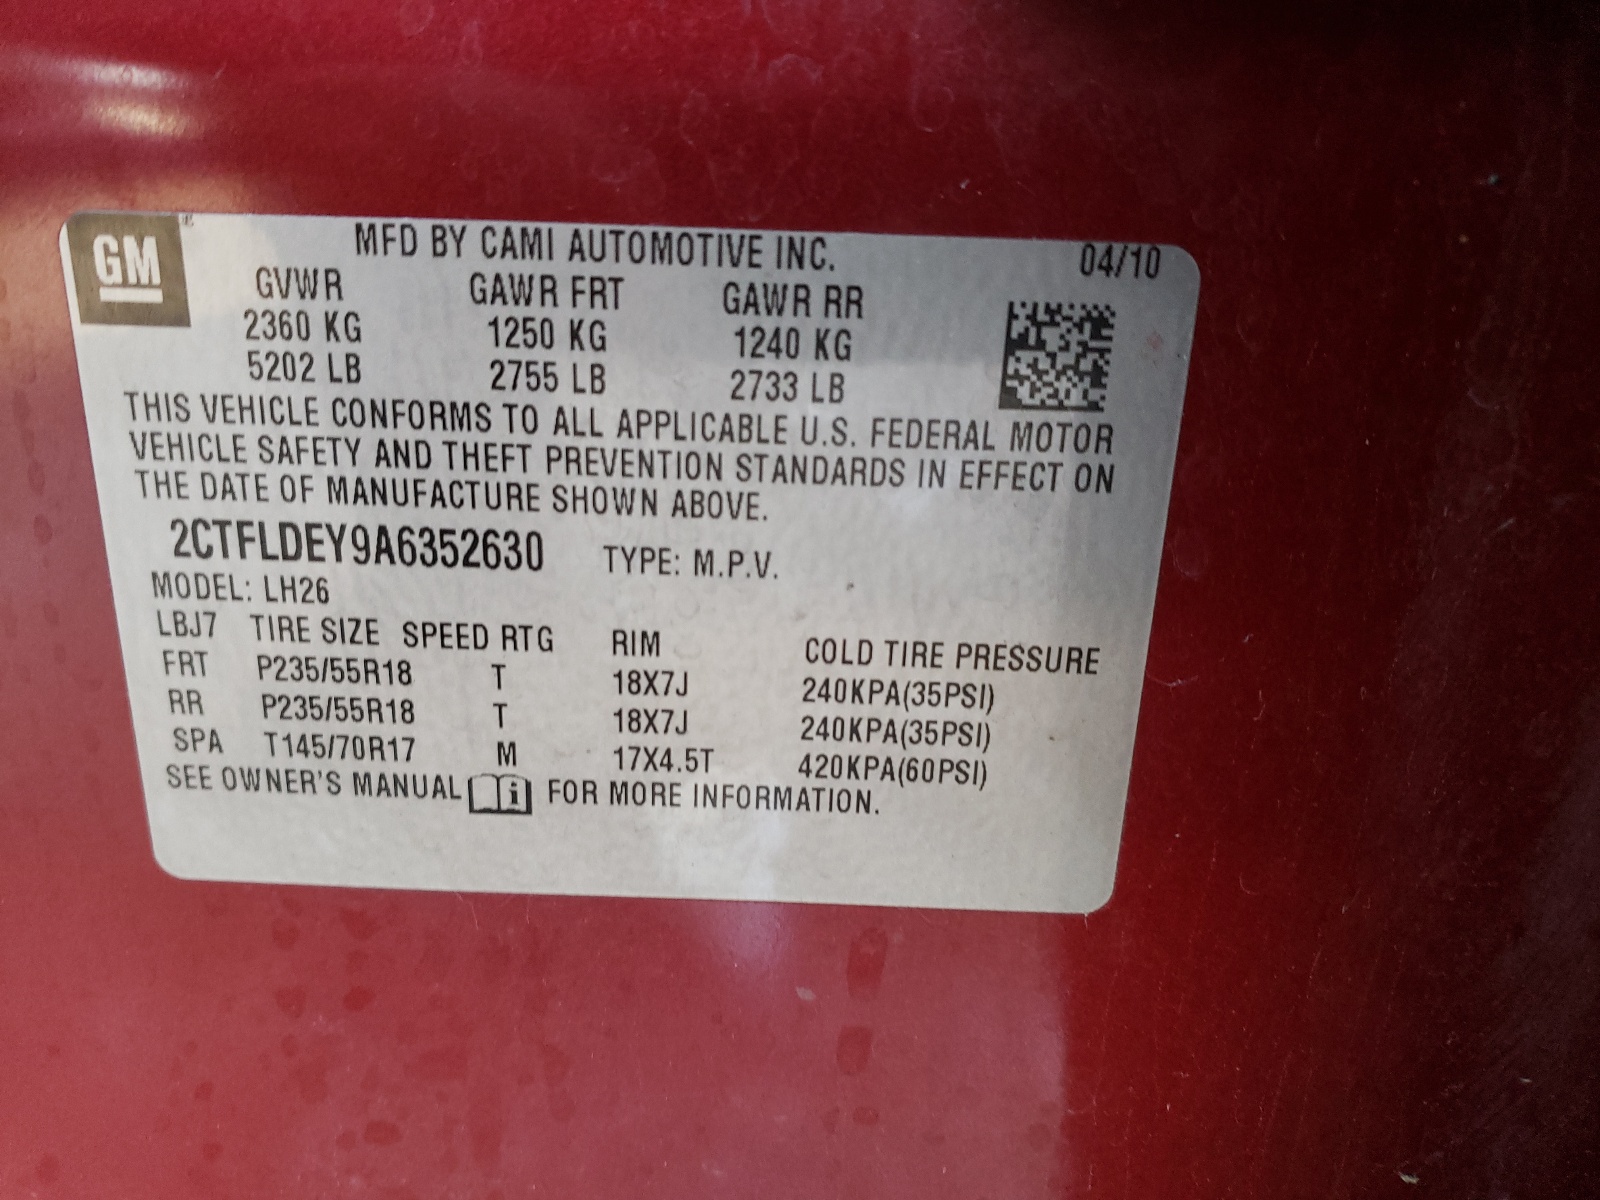 GM
MFD BY CAMI AUTOMOTIVE INC. 04/10
GVWR GAWR FRT GAWR RR
2360 KG 1250 KG 1240 KG
5202 LB 2755 LB 2733 LB
THIS VEHICLE CONFORMS TO ALL APPLICABLE U.S. FEDERAL MOTOR
VEHICLE SAFETY AND THEFT PREVENTION STANDARDS IN EFFECT ON
THE DATE OF MANUFACTURE SHOWN ABOVE.
2CTFLDEY9A6352630 TYPE: M.P.V.
MODEL: LH26
LBJ7 TIRE SIZE SPEED RTG RIM COLD TIRE PRESSURE
FRT P235/55R18 T 18X7J 240KPA(35PSI)
RR P235/55R18 T 18X7J 240KPA(35PSI)
SPA T145/70R17 M 17X4.5T 420KPA(60PSI)
SEE OWNER'S MANUAL i FOR MORE INFORMATION.